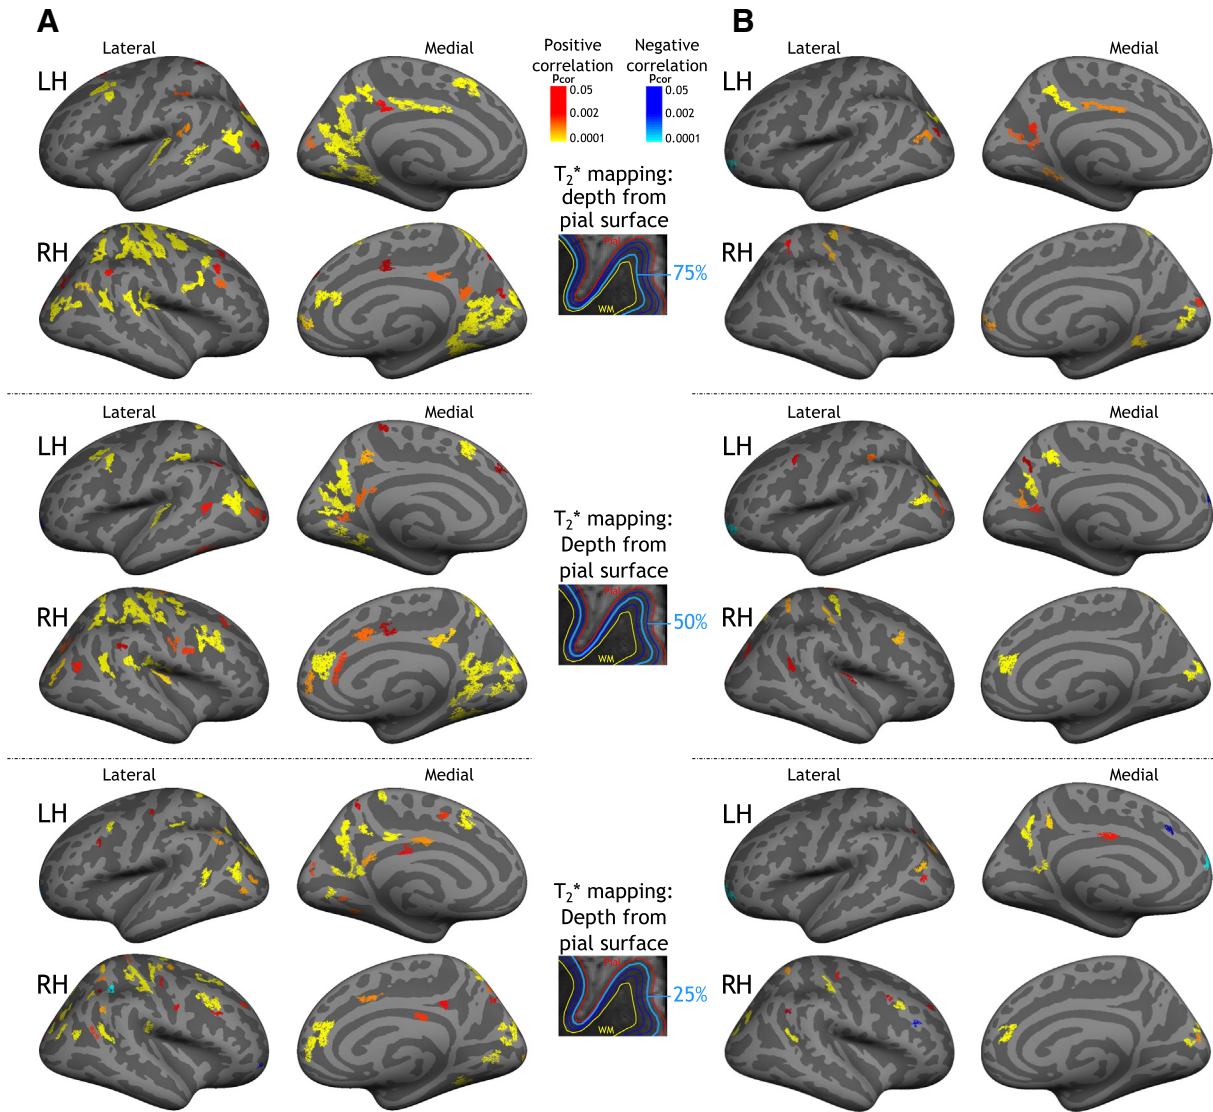 A
B
Lateral
Medial
Positive correlation
Negative correlation
Lateral
Medial
LH
Pcor
0.05
0.002
0.0001
Pcor
0.05
0.002
0.0001
LH
T2* mapping:
depth from
pial surface
RH
WM
75%
RH
Lateral
Medial
Lateral
Medial
LH
LH
T2* mapping:
Depth from
pial surface
RH
WM
50%
RH
Lateral
Medial
Lateral
Medial
LH
LH
T2* mapping:
Depth from
pial surface
RH
WM
25%
RH